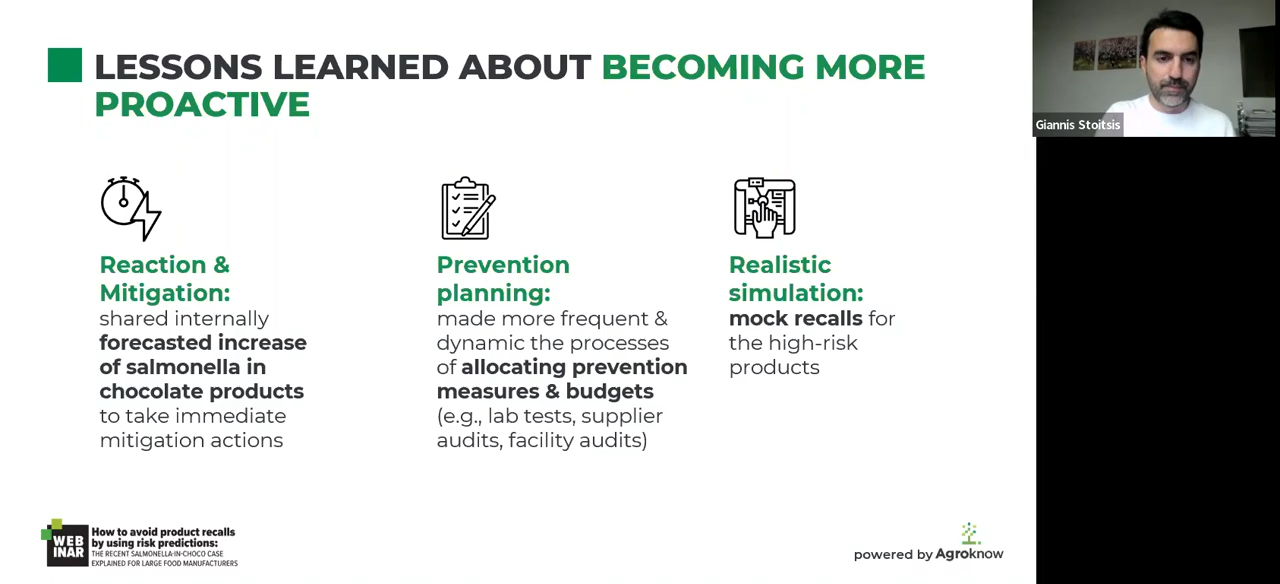 LESSONS LEARNED ABOUT BECOMING MORE
PROACTIVE
Giannis Stoitsis
Reaction &
Mitigation:
shared internally
forecasted increase
of salmonella in
chocolate products
to take immediate
mitigation actions
Prevention
planning:
made more frequent &
dynamic the processes
of allocating prevention
measures & budgets
(e.g., lab tests, supplier
audits, facility audits)
Realistic
simulation:
mock recalls for
the high-risk
products
WEB
INAR
How to avoid product recalls
by using risk predictions:
THE RECENT SALMONELLA-IN-CHOCO CASE
EXPLAINED FOR LARGE FOOD MANUFACTURERS
powered by Agroknow